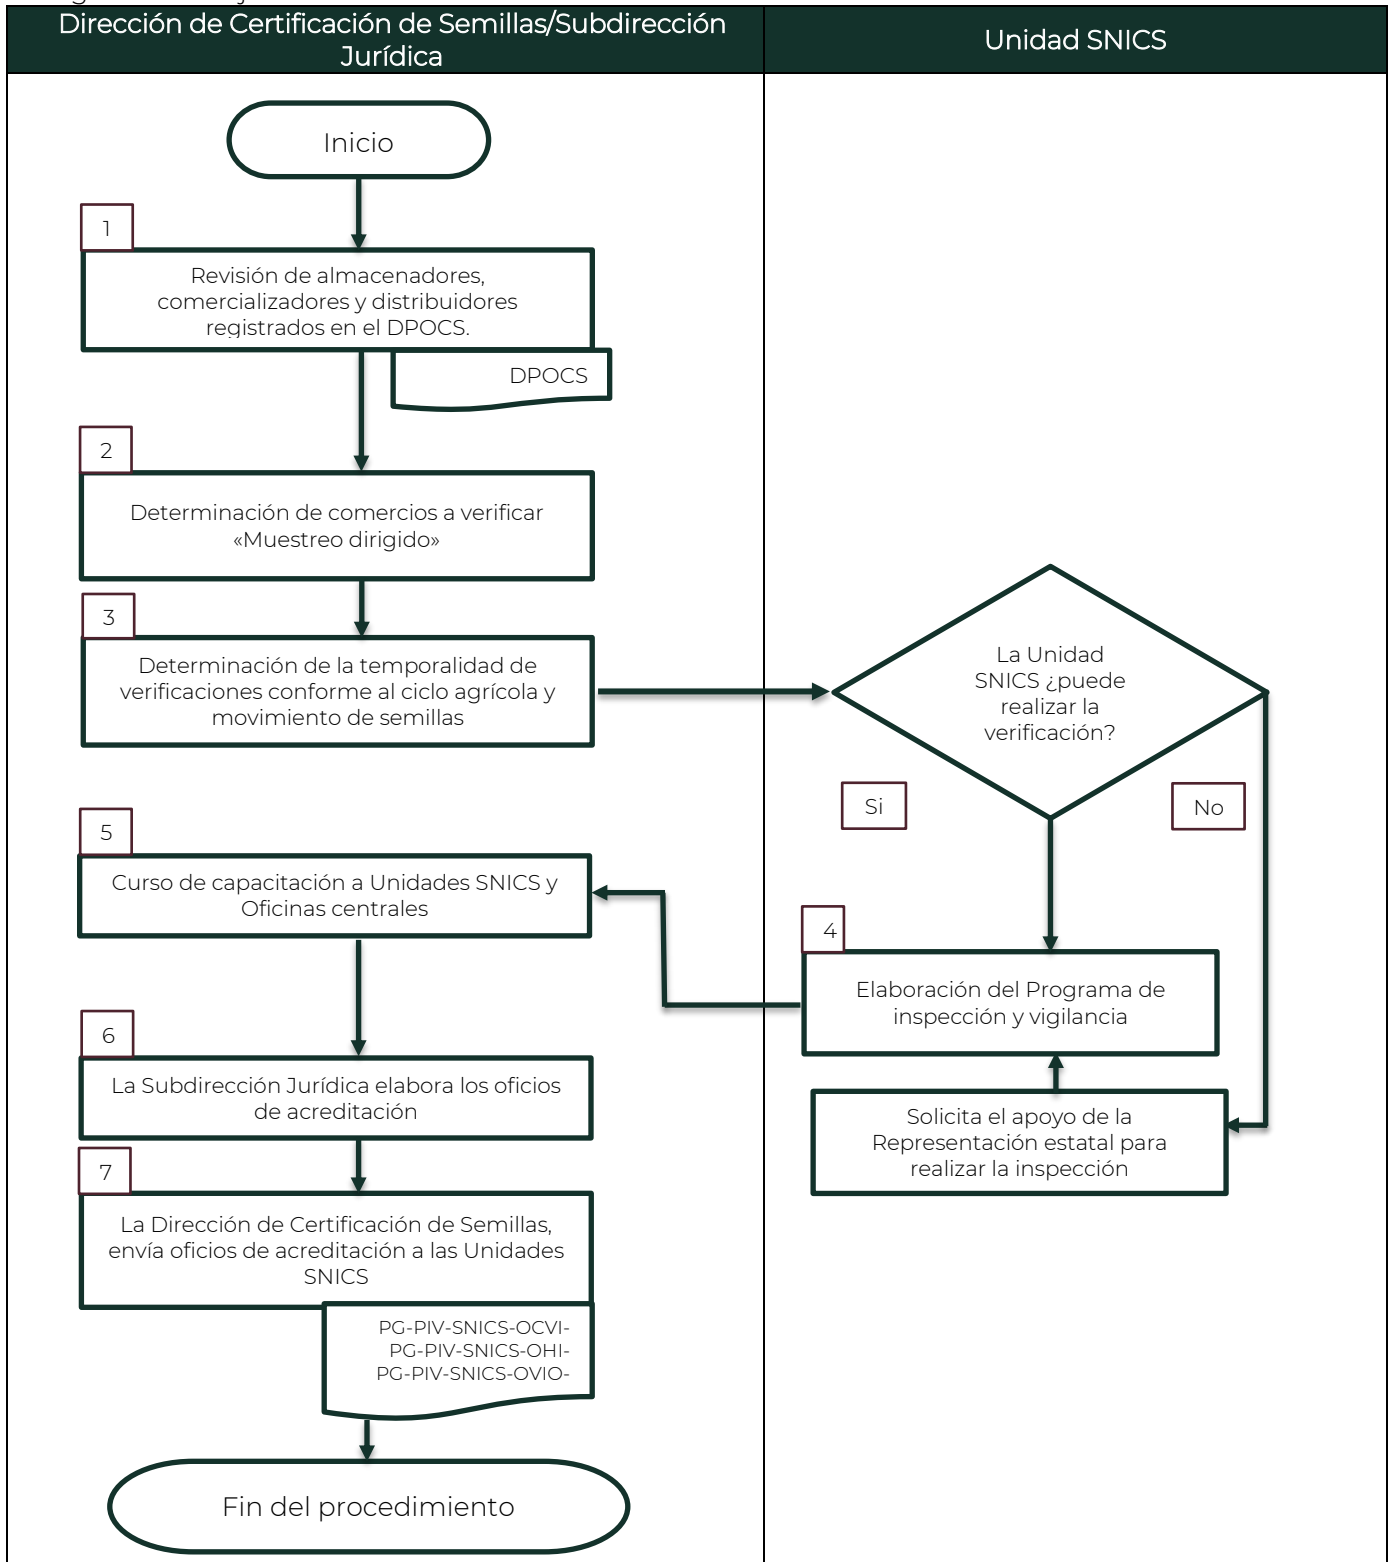 Dirección de Certificación de Semillas/Subdirección
Jurídica
Unidad SNICS
Inicio
1
Revisión de almacenadores,
comercializadores y distribuidores
registrados en el DPOCS.
DPOCS
2
Determinación de comercios a verificar
«Muestreo dirigido»
3
Determinación de la temporalidad de
verificaciones conforme al ciclo agrícola y
movimiento de semillas
La Unidad
SNICS ¿puede
realizar la
verificación?
Si
No
4
Elaboración del Programa de
inspección y vigilancia
Solicita el apoyo de la
Representación estatal para
realizar la inspección
5
Curso de capacitación a Unidades SNICS y
Oficinas centrales
6
La Subdirección Jurídica elabora los oficios
de acreditación
7
La Dirección de Certificación de Semillas,
envía oficios de acreditación a las Unidades
SNICS
PG-PIV-SNICS-OCVI-
PG-PIV-SNICS-OHI-
PG-PIV-SNICS-OVIO-
Fin del procedimiento